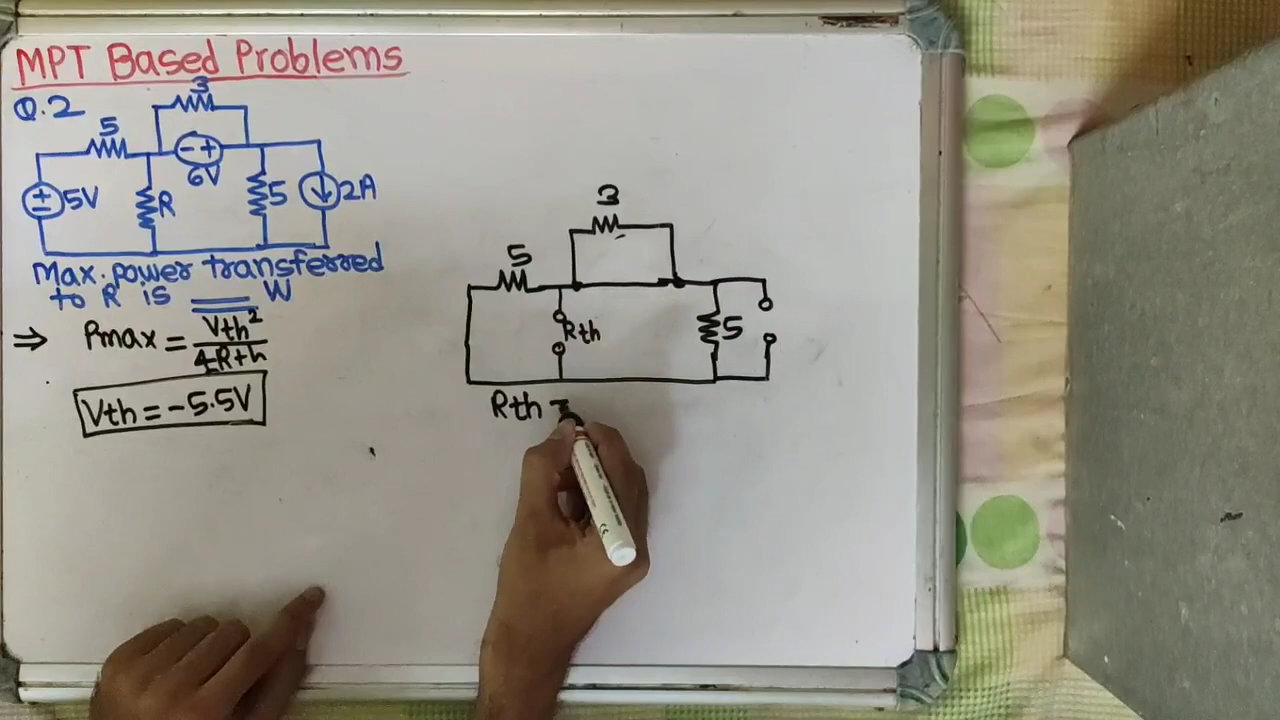 MPT Based Problems
Q.2
3
5
- +
6V
± 5V
R
5
2A
Max. power transferred
to R is ___ W
⇒ Pmax = Vth² / 4Rth
Vth = -5.5V
3
5
Rth
5
Rth =